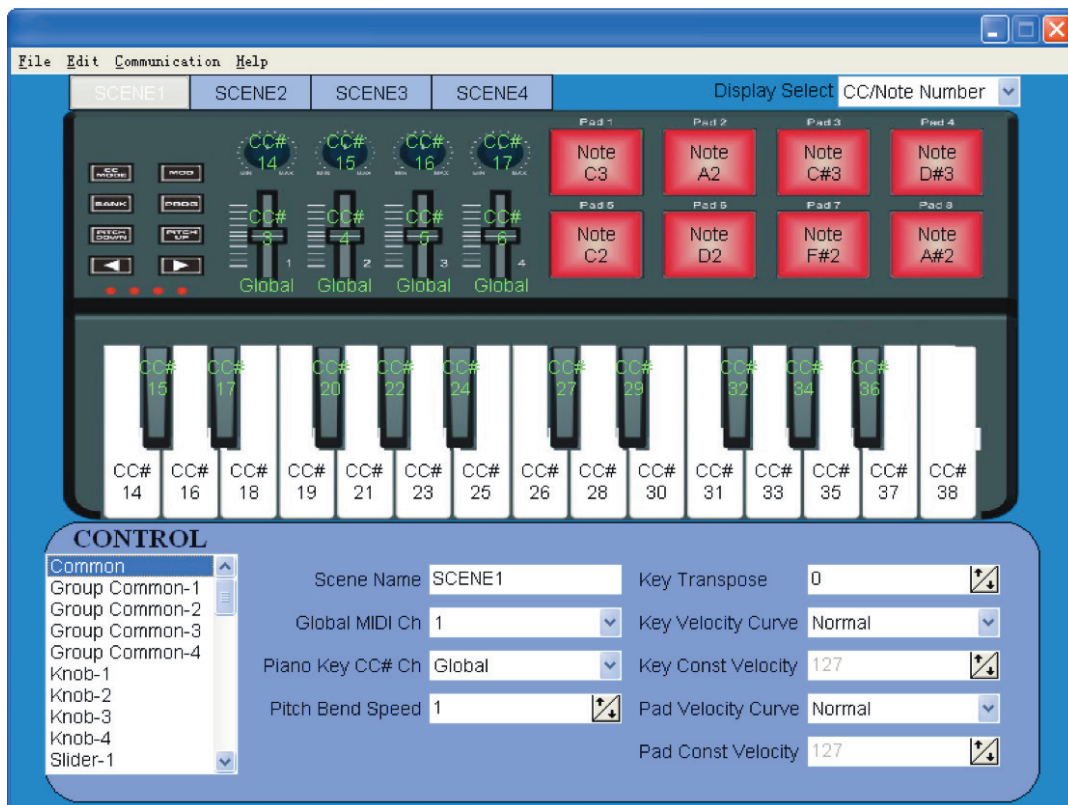 File Edit Communication Help
SCENE1 SCENE2 SCENE3 SCENE4 Display Select CC/Note Number
Pad 1 Pad 2 Pad 3 Pad 4
CC# CC# CC# CC# Note Note Note Note
14 15 16 17 C3 A2 C#3 D#3
MIN MAX MIN MAX MIN MAX MIN MAX
CC MODE MOD
BANK PROG
Pad 5 Pad 6 Pad 7 Pad 8
CC# CC# CC# CC# Note Note Note Note
3 4 5 6 C2 D2 F#2 A#2
PITCH DOWN PITCH UP
1 2 3 4
Global Global Global Global
CC# CC# CC# CC# CC# CC# CC# CC# CC# CC#
15 17 20 22 24 27 29 32 34 36
CC# CC# CC# CC# CC# CC# CC# CC# CC# CC# CC# CC# CC# CC# CC#
14 16 18 19 21 23 25 26 28 30 31 33 35 37 38
CONTROL
Common
Group Common-1
Group Common-2
Group Common-3
Group Common-4
Knob-1
Knob-2
Knob-3
Knob-4
Slider-1
Scene Name SCENE1
Global MIDI Ch 1
Piano Key CC# Ch Global
Pitch Bend Speed 1
Key Transpose 0
Key Velocity Curve Normal
Key Const Velocity 127
Pad Velocity Curve Normal
Pad Const Velocity 127